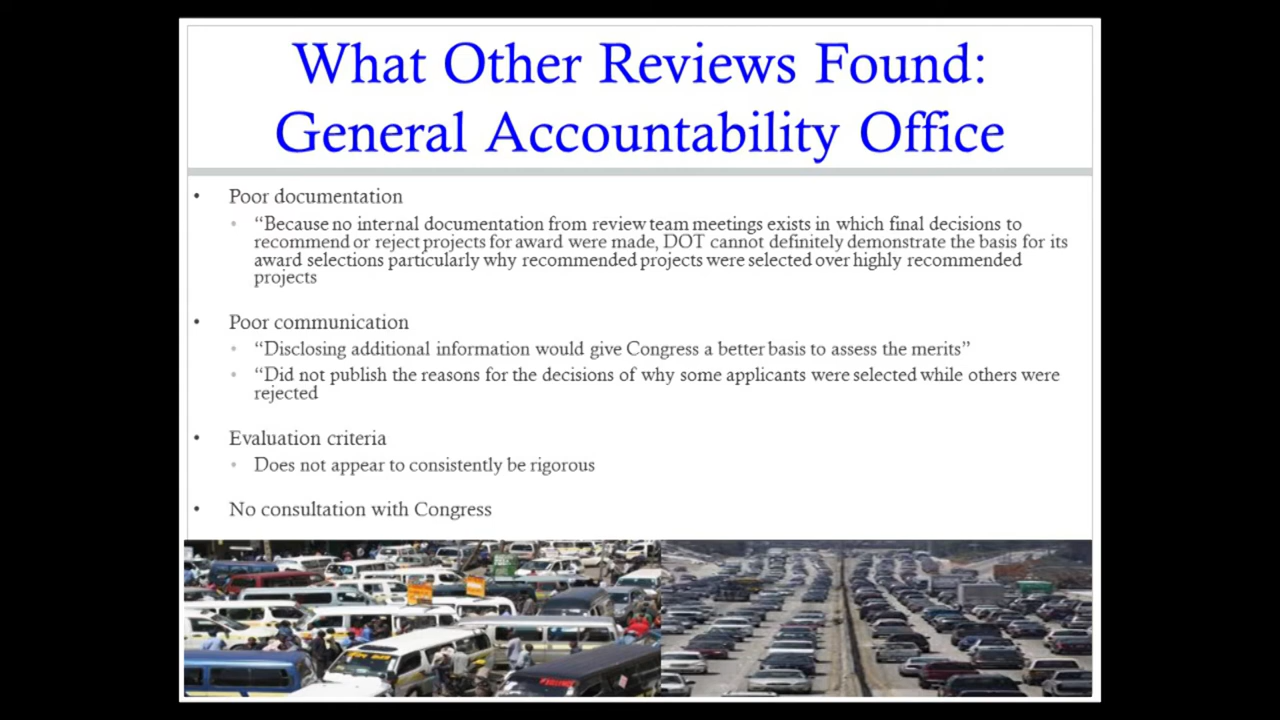 What Other Reviews Found:
General Accountability Office
• Poor documentation
• “Because no internal documentation from review team meetings exists in which final decisions to
recommend or reject projects for award were made, DOT cannot definitely demonstrate the basis for its
award selections particularly why recommended projects were selected over highly recommended
projects
• Poor communication
• “Disclosing additional information would give Congress a better basis to assess the merits”
• “Did not publish the reasons for the decisions of why some applicants were selected while others were
rejected
• Evaluation criteria
• Does not appear to consistently be rigorous
• No consultation with Congress